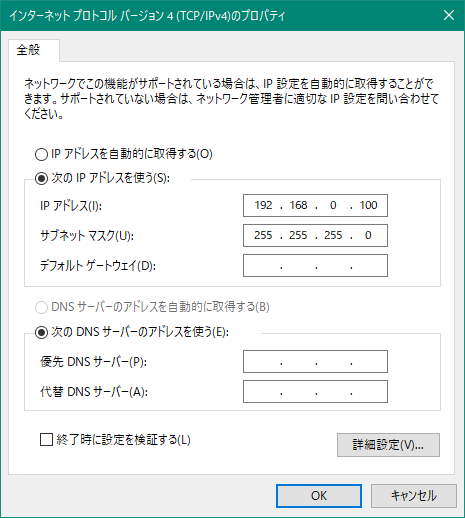 インターネット プロトコル バージョン 4 (TCP/IPv4)のプロパティ
全般
ネットワークでこの機能がサポートされている場合は、IP 設定を自動的に取得することがで
きます。サポートされていない場合は、ネットワーク管理者に適切な IP 設定を問い合わせて
ください。
IP アドレスを自動的に取得する(O)
次の IP アドレスを使う(S):
IP アドレス(I): 192 . 168 . 0 . 100
サブネット マスク(U): 255 . 255 . 255 . 0
デフォルト ゲートウェイ(D): . . .
DNS サーバーのアドレスを自動的に取得する(B)
次の DNS サーバーのアドレスを使う(E):
優先 DNS サーバー(P): . . .
代替 DNS サーバー(A): . . .
終了時に設定を検証する(L)
詳細設定(V)...
OK キャンセル